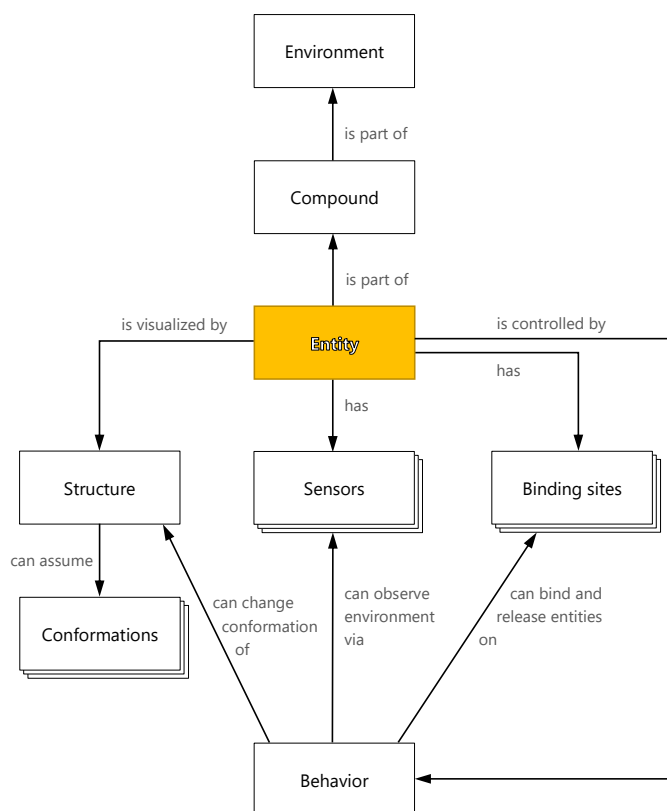 Environment
is part of
Compound
is part of
is visualized by
Entity
is controlled by
has
has
Structure
Sensors
Binding sites
can assume
can change
conformation
of
can observe
environment
via
can bind and
release entities
on
Conformations
Behavior